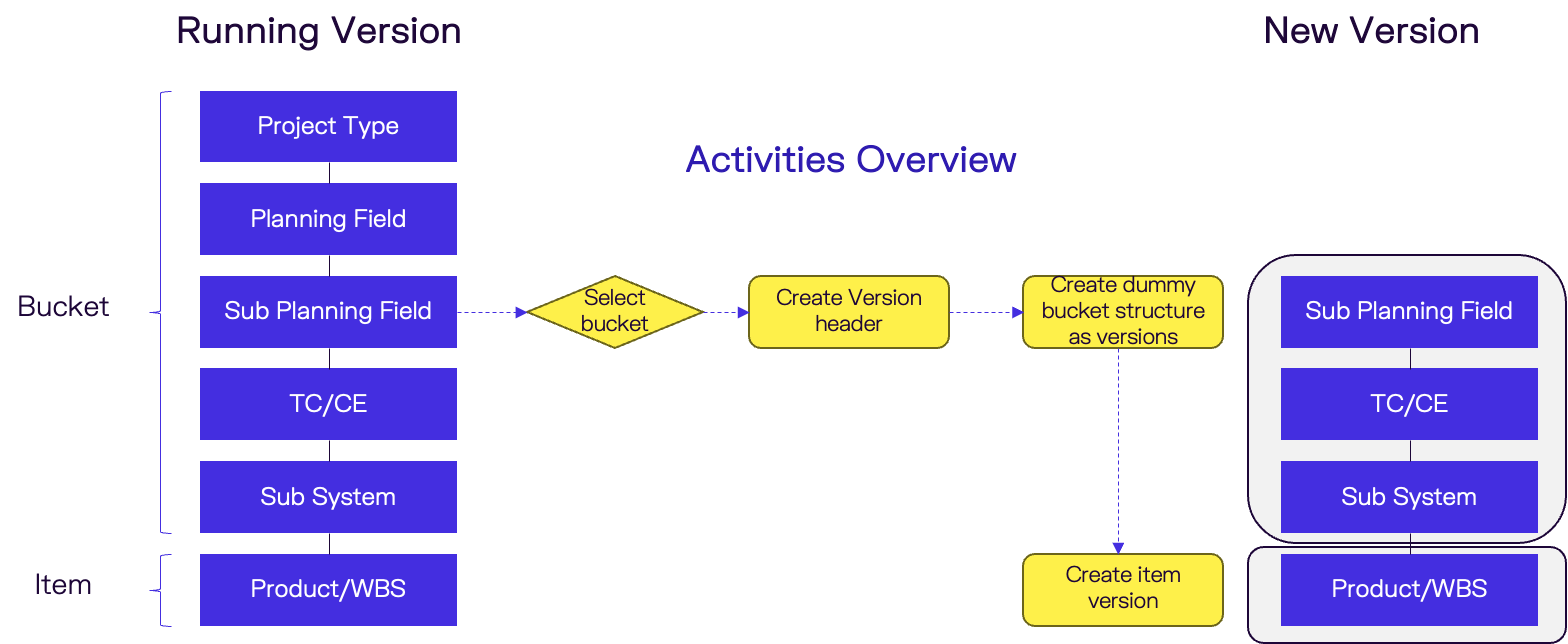 Running Version
New Version
Project Type
Activities Overview
Planning Field
Bucket
Sub Planning Field
Select
bucket
Create Version
header
Create dummy
bucket structure
as versions
Sub Planning Field
TC/CE
TC/CE
Sub System
Sub System
Item
Product/WBS
Create item
version
Product/WBS